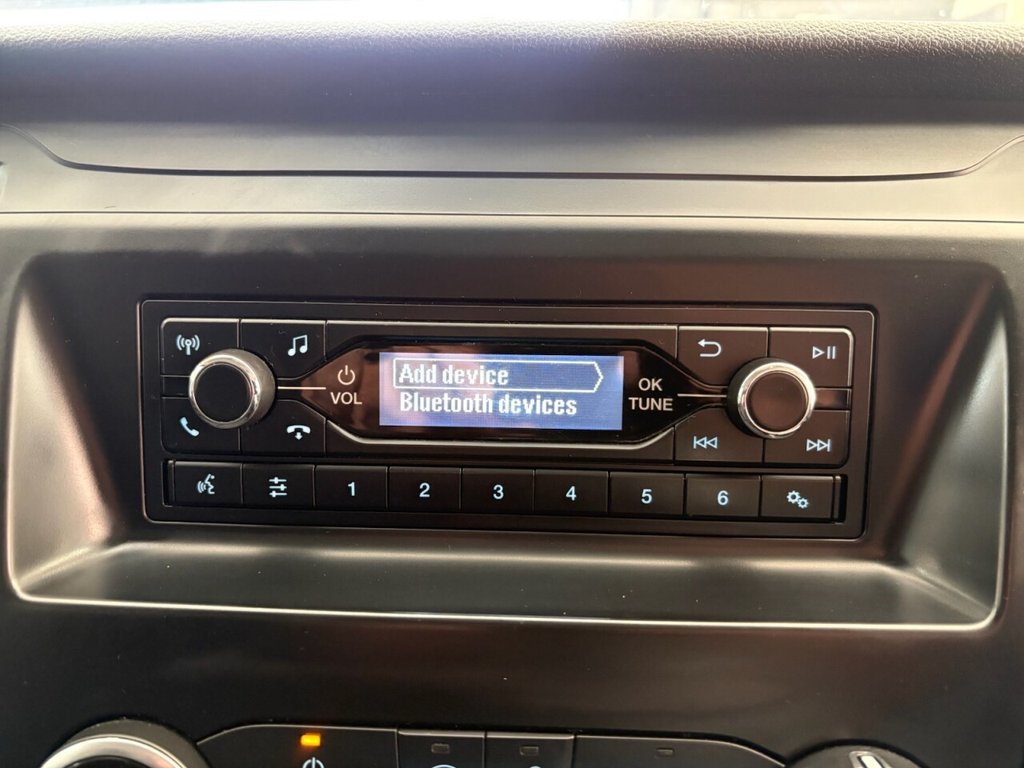 Add device
Bluetooth devices
VOL
OK
TUNE
1 2 3 4 5 6